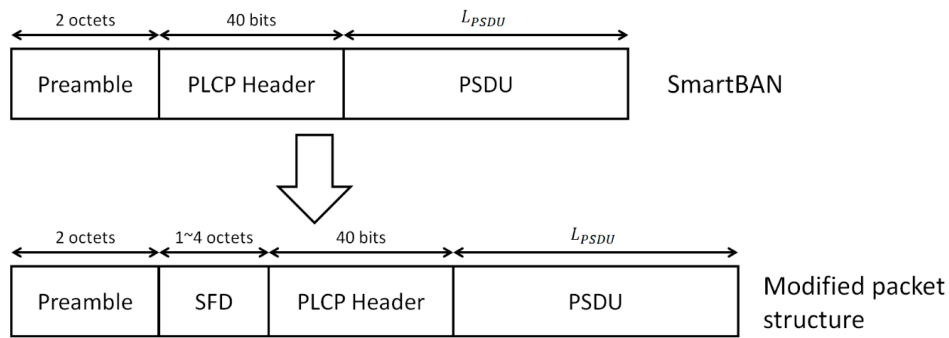 2 octets 40 bits L_PSDU
Preamble PLCP Header PSDU SmartBAN
2 octets 1~4 octets 40 bits L_PSDU
Preamble SFD PLCP Header PSDU Modified packet
structure